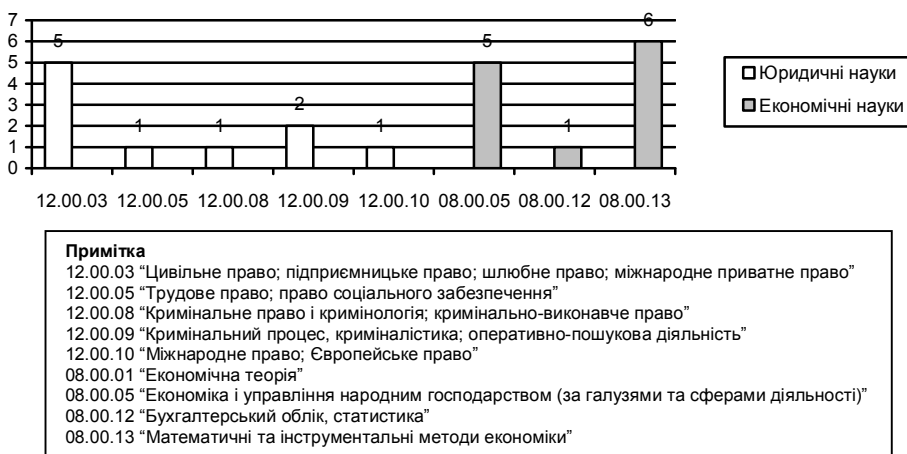 7
6
5
4
3
2
1
0
5
1
1
2
1
5
1
6
12.00.03 12.00.05 12.00.08 12.00.09 12.00.10 08.00.05 08.00.12 08.00.13
Юридичні науки
Економічні науки
Примітка
12.00.03 “Цивільне право; підприємницьке право; шлюбне право; міжнародне приватне право”
12.00.05 “Трудове право; право соціального забезпечення”
12.00.08 “Кримінальне право і кримінологія; кримінально-виконавче право”
12.00.09 “Кримінальний процес, криміналістика; оперативно-пошукова діяльність”
12.00.10 “Міжнародне право; Європейське право”
08.00.01 “Економічна теорія”
08.00.05 “Економіка і управління народним господарством (за галузями та сферами діяльності)”
08.00.12 “Бухгалтерський облік, статистика”
08.00.13 “Математичні та інструментальні методи економіки”